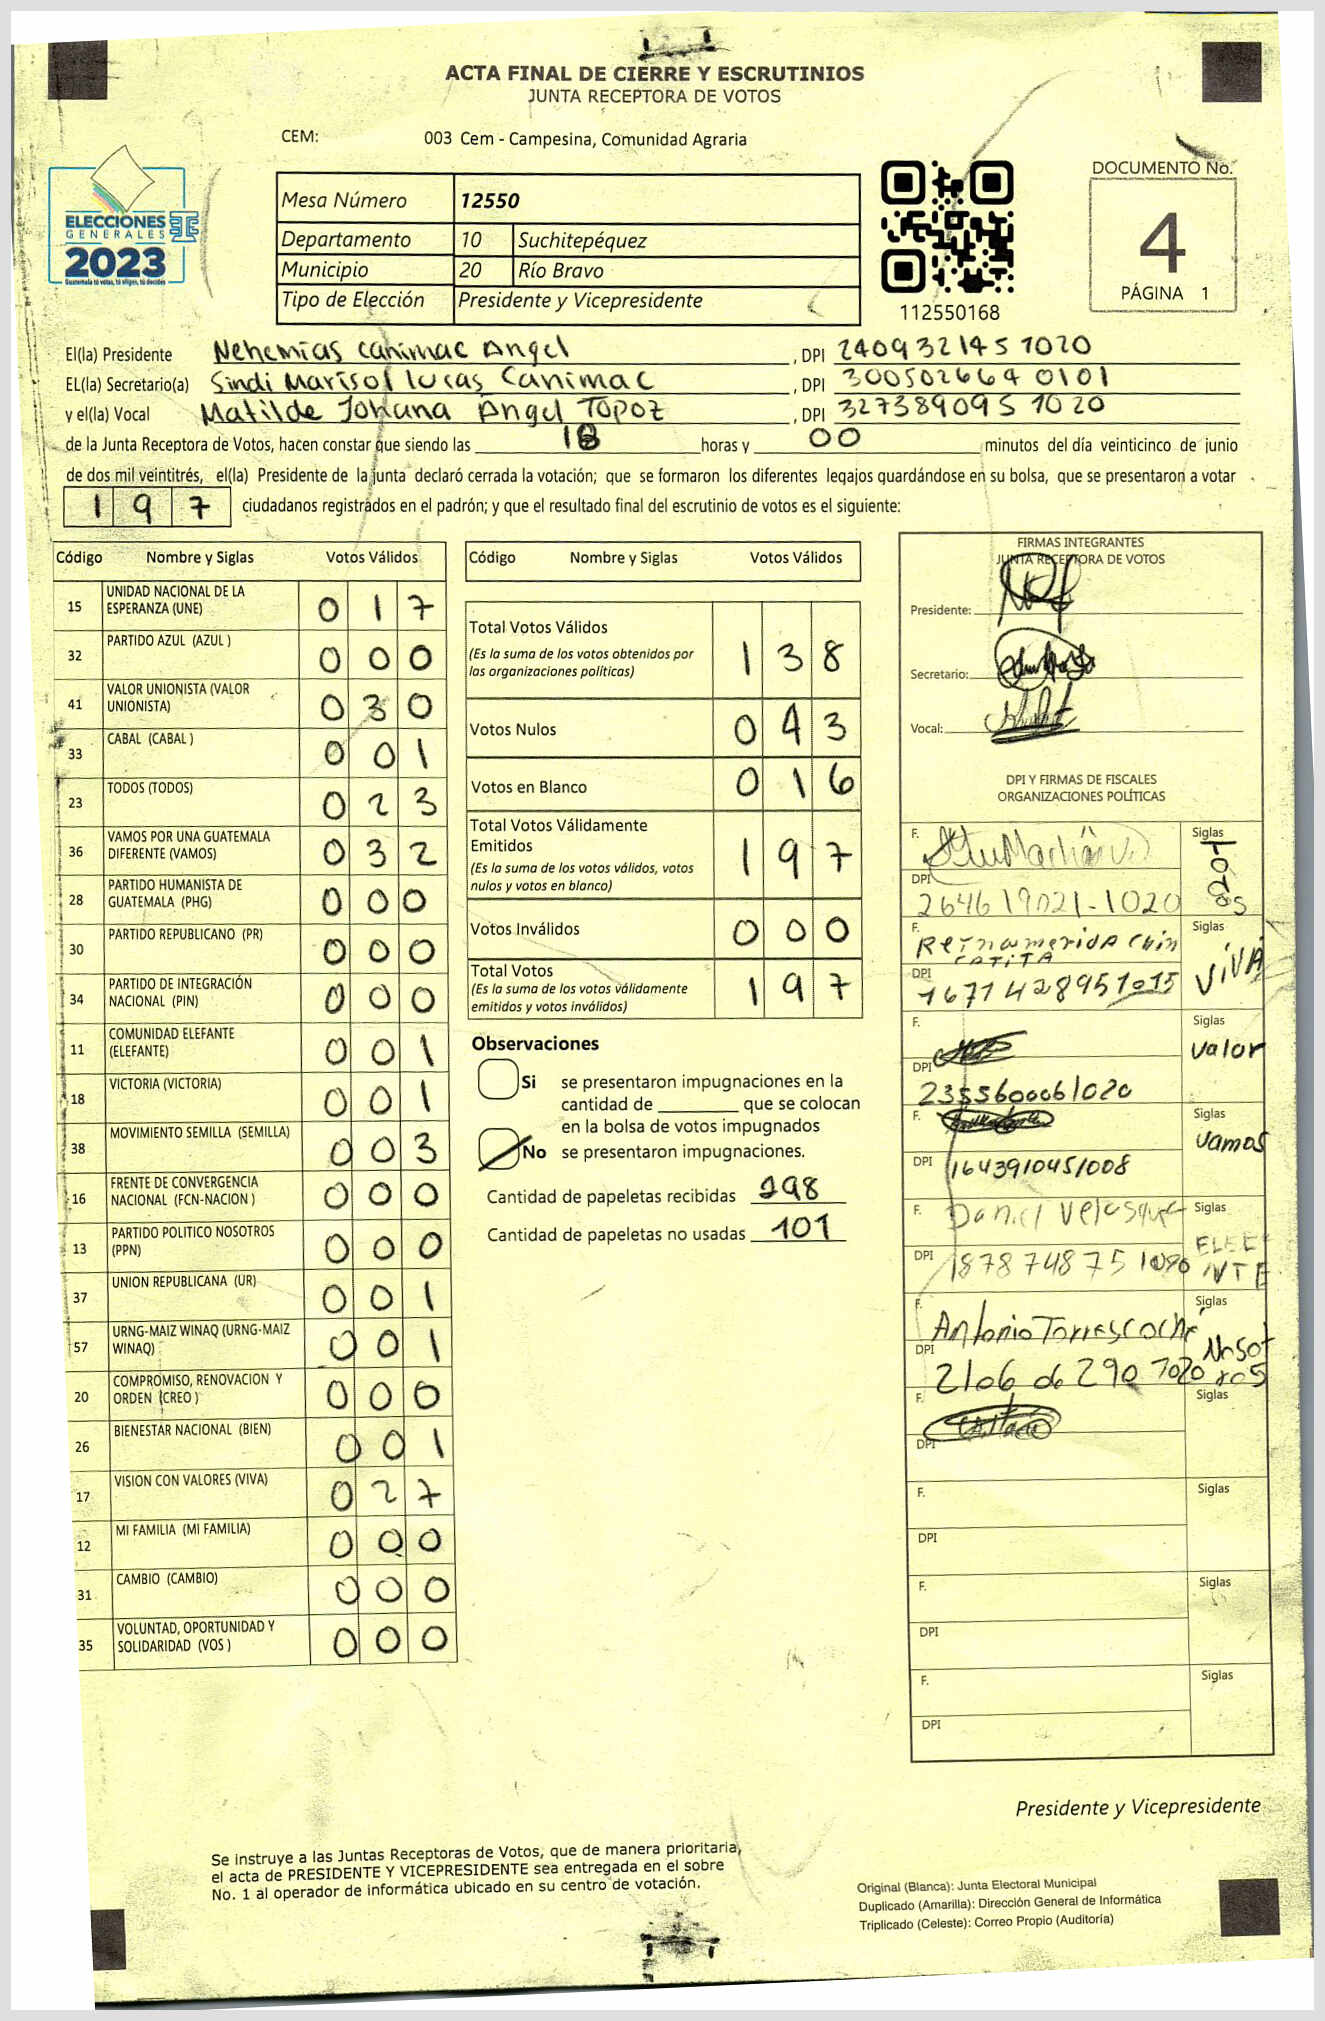 ACTA FINAL DE CIERRE Y ESCRUTINIOS
JUNTA RECEPTORA DE VOTOS
CEM: 003 Cem - Campesina, Comunidad Agraria
ELECCIONES
GENERALES
2023
Guatemala tú votas, tú eliges, tú decides
Mesa Número 12550
Departamento 10 Suchitepéquez
Municipio 20 Río Bravo
Tipo de Elección Presidente y Vicepresidente
112550168
DOCUMENTO No.
4
PÁGINA 1
El(la) Presidente Nehemías Canimac Angel , DPI 2409321451020
EL(la) Secretario(a) Sindi Marisol Lucas Canimac , DPI 3005026640101
y el(la) Vocal Matilde Johana Angel Topoz , DPI 3273890951020
de la Junta Receptora de Votos, hacen constar que siendo las 18 horas y 00 minutos del día veinticinco de junio
de dos mil veintitrés, el(la) Presidente de la junta declaró cerrada la votación; que se formaron los diferentes legajos guardándose en su bolsa, que se presentaron a votar
197 ciudadanos registrados en el padrón; y que el resultado final del escrutinio de votos es el siguiente:
Código Nombre y Siglas Votos Válidos
15 UNIDAD NACIONAL DE LA ESPERANZA (UNE) 0 1 7
32 PARTIDO AZUL (AZUL ) 0 0 0
41 VALOR UNIONISTA (VALOR UNIONISTA) 0 3 0
33 CABAL (CABAL ) 0 0 1
23 TODOS (TODOS) 0 2 3
36 VAMOS POR UNA GUATEMALA DIFERENTE (VAMOS) 0 3 2
28 PARTIDO HUMANISTA DE GUATEMALA (PHG) 0 0 0
30 PARTIDO REPUBLICANO (PR) 0 0 0
34 PARTIDO DE INTEGRACIÓN NACIONAL (PIN) 0 0 0
11 COMUNIDAD ELEFANTE (ELEFANTE) 0 0 1
18 VICTORIA (VICTORIA) 0 0 1
38 MOVIMIENTO SEMILLA (SEMILLA) 0 0 3
16 FRENTE DE CONVERGENCIA NACIONAL (FCN-NACION ) 0 0 0
13 PARTIDO POLITICO NOSOTROS (PPN) 0 0 0
37 UNION REPUBLICANA (UR) 0 0 1
57 URNG-MAIZ WINAQ (URNG-MAIZ WINAQ) 0 0 1
20 COMPROMISO, RENOVACION Y ORDEN (CREO ) 0 0 0
26 BIENESTAR NACIONAL (BIEN) 0 0 1
17 VISION CON VALORES (VIVA) 0 2 7
12 MI FAMILIA (MI FAMILIA) 0 0 0
31 CAMBIO (CAMBIO) 0 0 0
35 VOLUNTAD, OPORTUNIDAD Y SOLIDARIDAD (VOS ) 0 0 0
Código Nombre y Siglas Votos Válidos
Total Votos Válidos 1 3 8
(Es la suma de los votos obtenidos por
las organizaciones políticas)
Votos Nulos 0 4 3
Votos en Blanco 0 1 6
Total Votos Válidamente
Emitidos 1 9 7
(Es la suma de los votos válidos, votos
nulos y votos en blanco)
Votos Inválidos 0 0 0
Total Votos 1 9 7
(Es la suma de los votos válidamente
emitidos y votos inválidos)
Observaciones
Si se presentaron impugnaciones en la
cantidad de ________ que se colocan
en la bolsa de votos impugnados
No se presentaron impugnaciones.
Cantidad de papeletas recibidas 298
Cantidad de papeletas no usadas 101
FIRMAS INTEGRANTES
JUNTA RECEPTORA DE VOTOS
Presidente:
Secretario:
Vocal:
DPI Y FIRMAS DE FISCALES
ORGANIZACIONES POLÍTICAS
F. Siglas TODOS
DPI 264619021-1020
F. Siglas VIVA
DPI 1671428951015
F. Siglas Valor
DPI 2355600061020
F. Siglas Vamos
DPI 1643910451008
F. Daniel Velasquez Siglas ELEFANTE
DPI 1878748751020
F. Antonio Torres Siglas Nosotros
DPI 2106 06290 1020
F. Siglas
DPI
F. Siglas
DPI
F. Siglas
DPI
F. Siglas
DPI
Presidente y Vicepresidente
Se instruye a las Juntas Receptoras de Votos, que de manera prioritaria,
el acta de PRESIDENTE Y VICEPRESIDENTE sea entregada en el sobre
No. 1 al operador de informática ubicado en su centro de votación.
Original (Blanca): Junta Electoral Municipal
Duplicado (Amarilla): Dirección General de Informática
Triplicado (Celeste): Correo Propio (Auditoría)